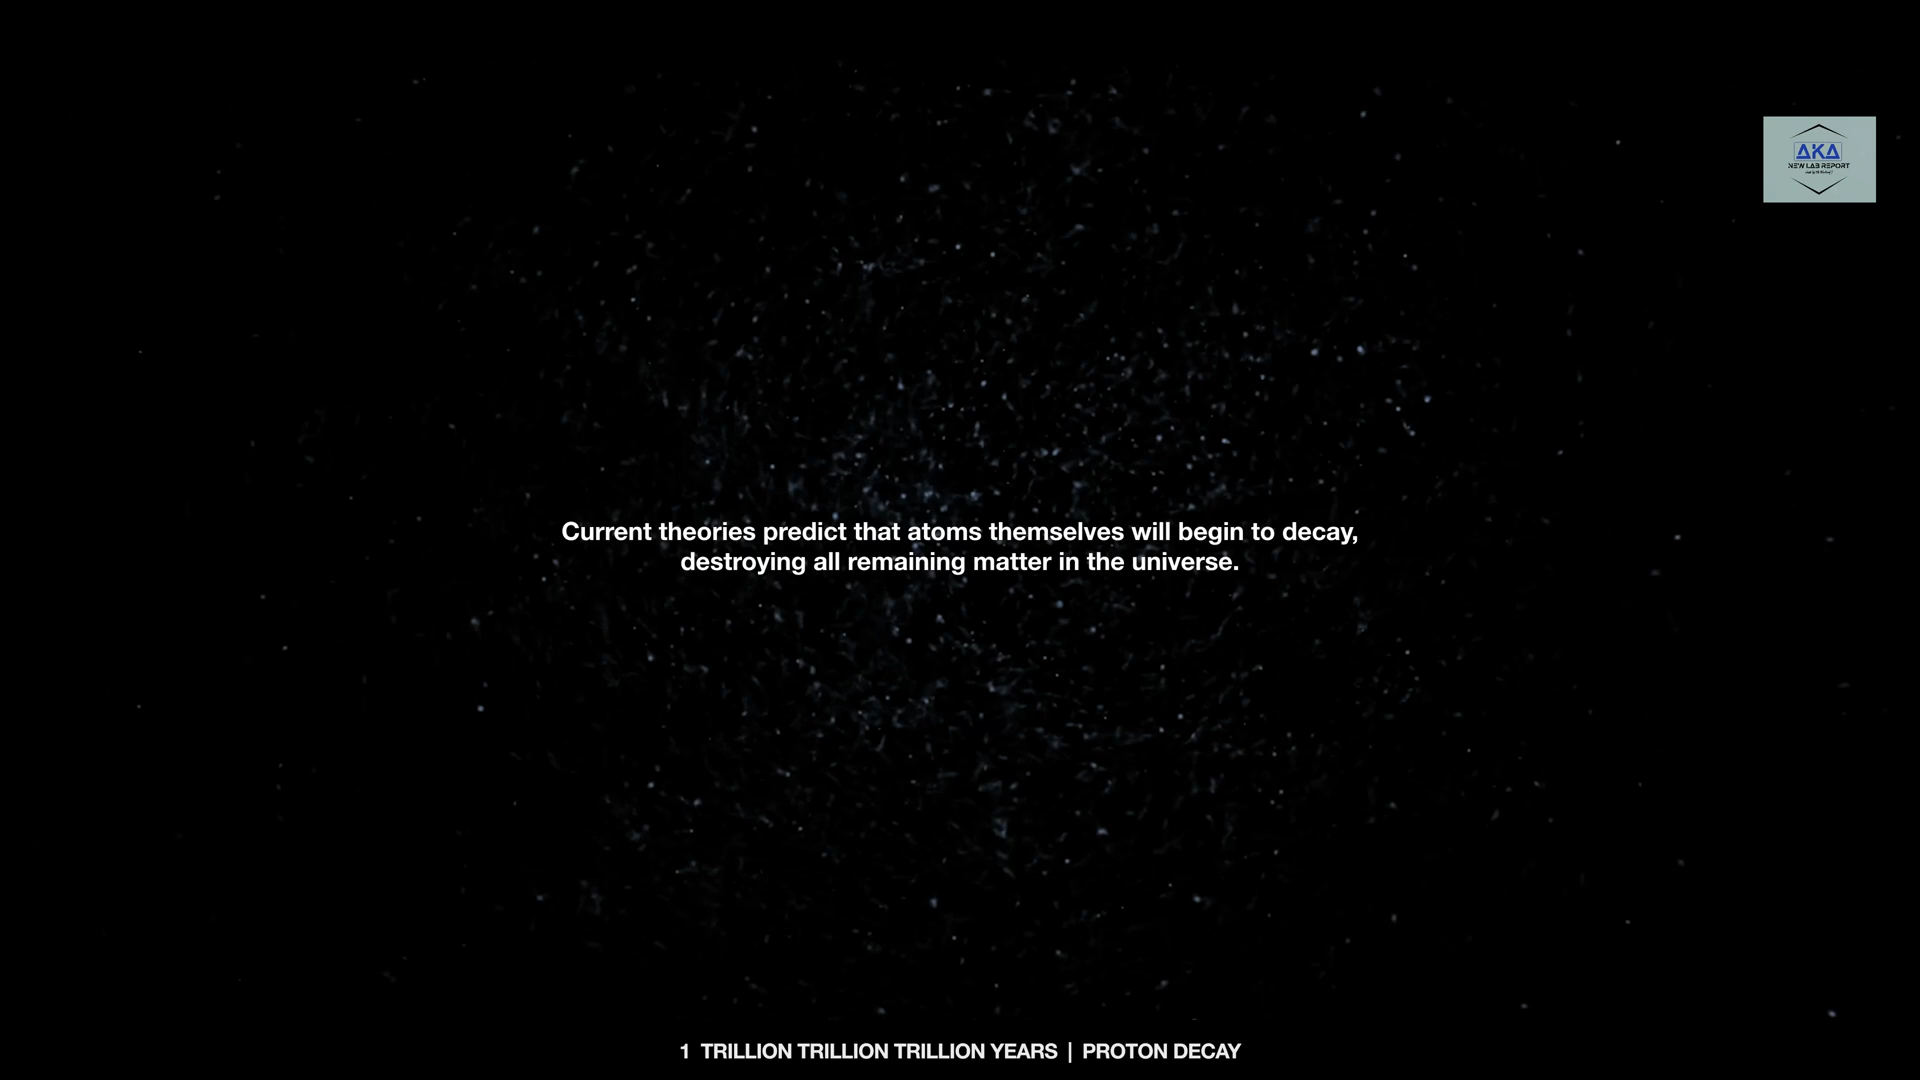 AKA
NEW LAB REPORT
Current theories predict that atoms themselves will begin to decay,
destroying all remaining matter in the universe.
1 TRILLION TRILLION TRILLION YEARS | PROTON DECAY